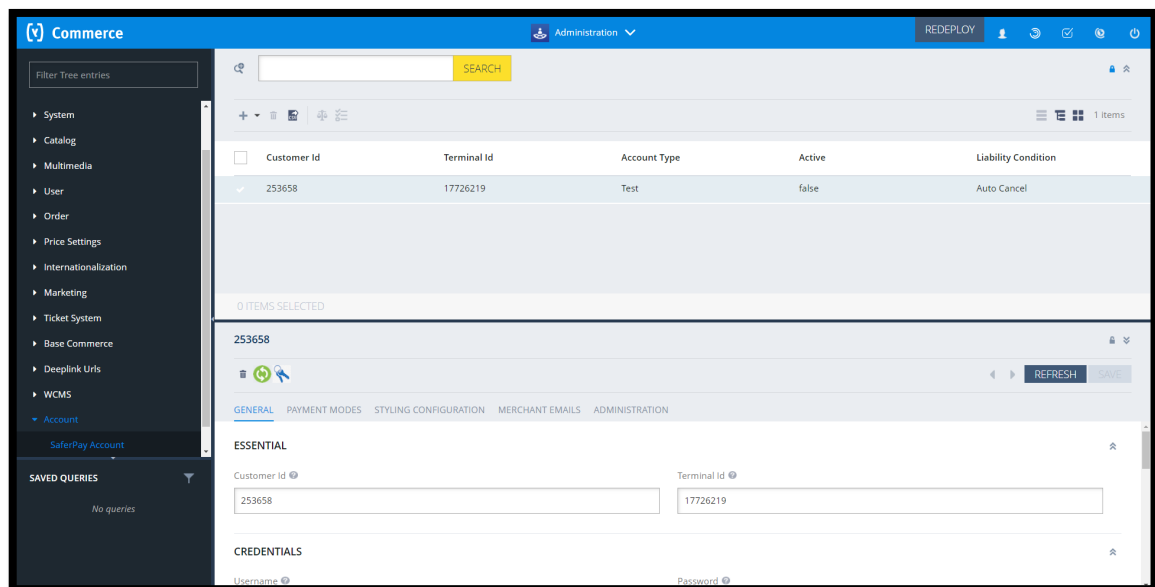 (y) Commerce
Administration
REDEPLOY
Filter Tree entries
System
Catalog
Multimedia
User
Order
Price Settings
Internationalization
Marketing
Ticket System
Base Commerce
Deeplink Urls
WCMS
Account
SaferPay Account
SAVED QUERIES
No queries
SEARCH
1 items
Customer Id Terminal Id Account Type Active Liability Condition
253658 17726219 Test false Auto Cancel
0 ITEMS SELECTED
253658
REFRESH SAVE
GENERAL PAYMENT MODES STYLING CONFIGURATION MERCHANT EMAILS ADMINISTRATION
ESSENTIAL
Customer Id Terminal Id
253658 17726219
CREDENTIALS
Username Password